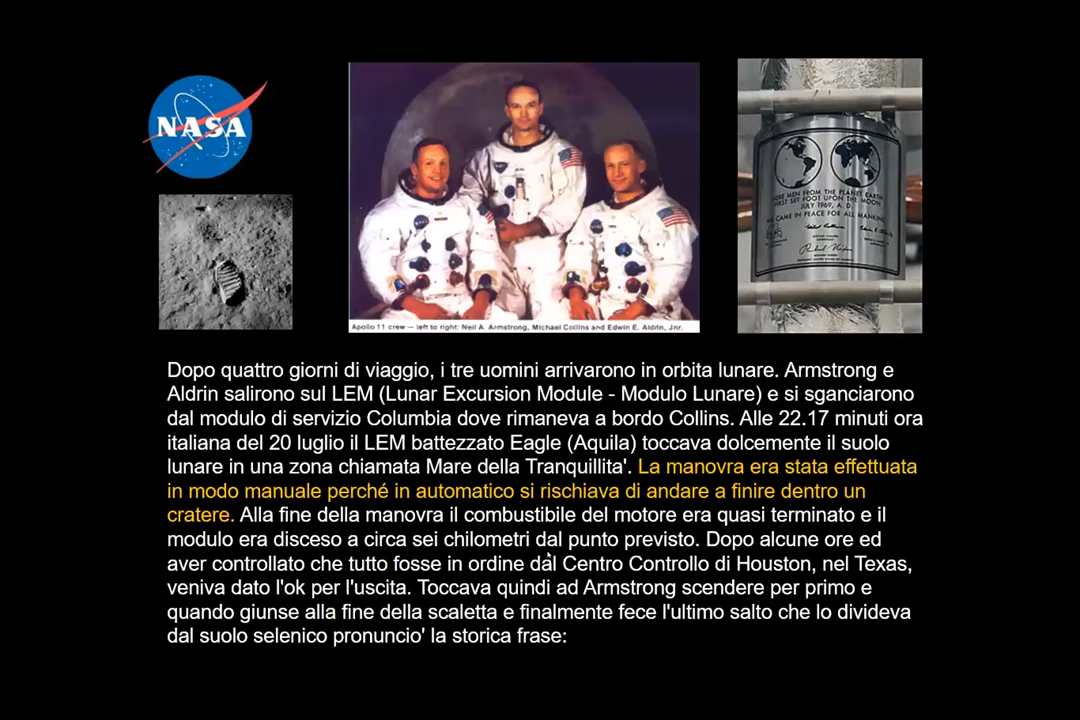 NASA
Apollo 11 crew — left to right: Neil A. Armstrong, Michael Collins and Edwin E. Aldrin, Jnr.
HERE MEN FROM THE PLANET EARTH
FIRST SET FOOT UPON THE MOON
JULY 1969, A. D.
WE CAME IN PEACE FOR ALL MANKIND
Dopo quattro giorni di viaggio, i tre uomini arrivarono in orbita lunare. Armstrong e
Aldrin salirono sul LEM (Lunar Excursion Module - Modulo Lunare) e si sganciarono
dal modulo di servizio Columbia dove rimaneva a bordo Collins. Alle 22.17 minuti ora
italiana del 20 luglio il LEM battezzato Eagle (Aquila) toccava dolcemente il suolo
lunare in una zona chiamata Mare della Tranquillita'. La manovra era stata effettuata
in modo manuale perché in automatico si rischiava di andare a finire dentro un
cratere. Alla fine della manovra il combustibile del motore era quasi terminato e il
modulo era disceso a circa sei chilometri dal punto previsto. Dopo alcune ore ed
aver controllato che tutto fosse in ordine dal Centro Controllo di Houston, nel Texas,
veniva dato l'ok per l'uscita. Toccava quindi ad Armstrong scendere per primo e
quando giunse alla fine della scaletta e finalmente fece l'ultimo salto che lo divideva
dal suolo selenico pronuncio' la storica frase: